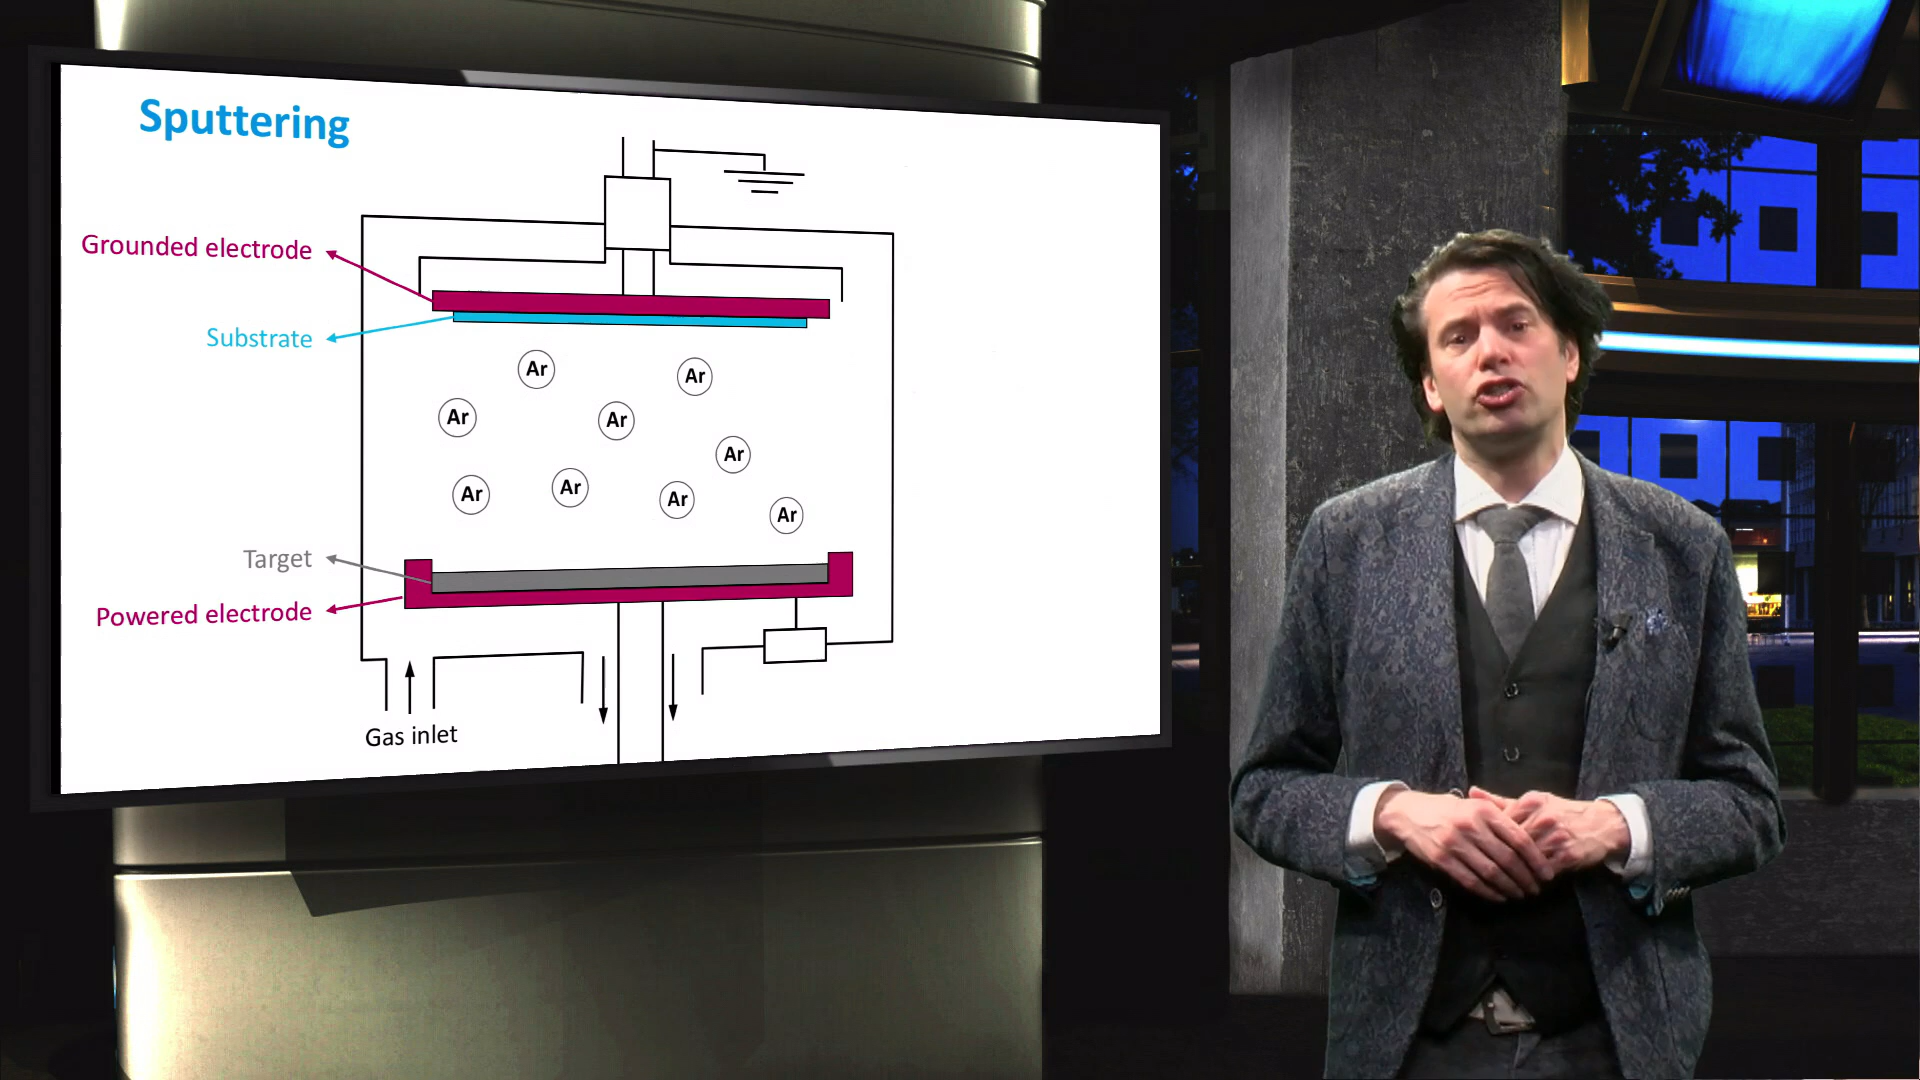 Sputtering
Grounded electrode
Substrate
Ar
Ar
Ar
Ar
Ar
Ar
Ar
Ar
Ar
Target
Powered electrode
Gas inlet